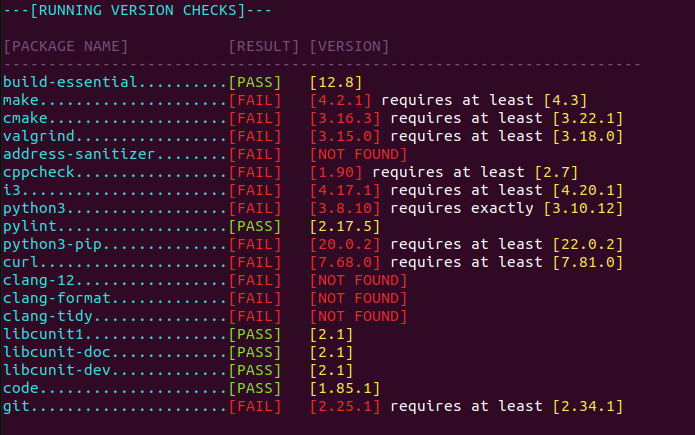 ---[RUNNING VERSION CHECKS]---
[PACKAGE NAME]           [RESULT] [VERSION]
-----------------------------------------------------------------------
build-essential..........[PASS]   [12.8]
make.....................[FAIL]   [4.2.1] requires at least [4.3]
cmake....................[FAIL]   [3.16.3] requires at least [3.22.1]
valgrind.................[FAIL]   [3.15.0] requires at least [3.18.0]
address-sanitizer........[FAIL]   [NOT FOUND]
cppcheck.................[FAIL]   [1.90] requires at least [2.7]
i3.......................[FAIL]   [4.17.1] requires at least [4.20.1]
python3..................[FAIL]   [3.8.10] requires exactly [3.10.12]
pylint...................[PASS]   [2.17.5]
python3-pip..............[FAIL]   [20.0.2] requires at least [22.0.2]
curl.....................[FAIL]   [7.68.0] requires at least [7.81.0]
clang-12.................[FAIL]   [NOT FOUND]
clang-format.............[FAIL]   [NOT FOUND]
clang-tidy...............[FAIL]   [NOT FOUND]
libcunit1................[PASS]   [2.1]
libcunit-doc.............[PASS]   [2.1]
libcunit-dev.............[PASS]   [2.1]
code.....................[PASS]   [1.85.1]
git......................[FAIL]   [2.25.1] requires at least [2.34.1]